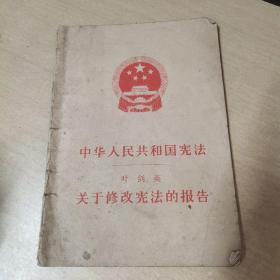 中华人民共和国宪法
叶剑英
关于修改宪法的报告